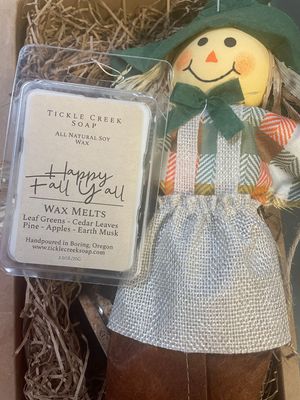 Tickle Creek
Soap
All Natural Soy
Wax
Happy
Fall Y'all
Wax Melts
Leaf Greens - Cedar Leaves
Pine - Apples - Earth Musk
Handpoured in Boring, Oregon
www.ticklecreeksoap.com